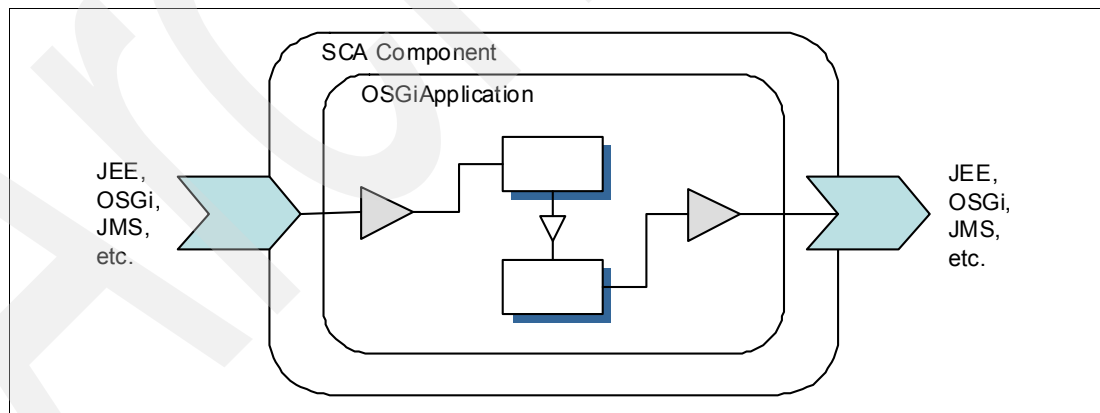 SCA Component
OSGiApplication
JEE,
OSGi,
JMS,
etc.
JEE,
OSGi,
JMS,
etc.